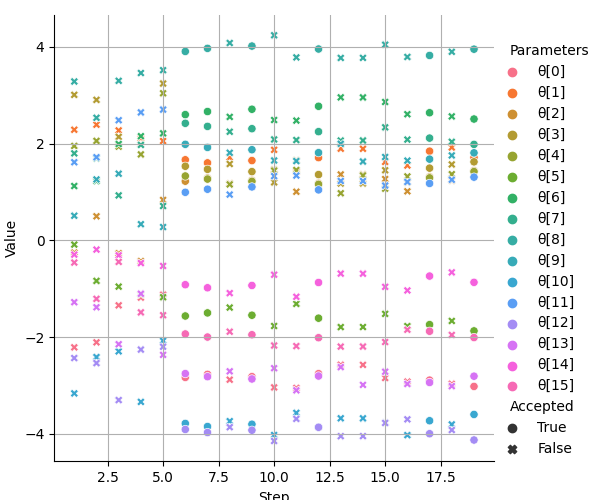 Value
4
2
0
−2
−4
2.5
5.0
7.5
10.0
12.5
15.0
17.5
Step
Parameters
θ[0]
θ[1]
θ[2]
θ[3]
θ[4]
θ[5]
θ[6]
θ[7]
θ[8]
θ[9]
θ[10]
θ[11]
θ[12]
θ[13]
θ[14]
θ[15]
Accepted
True
False